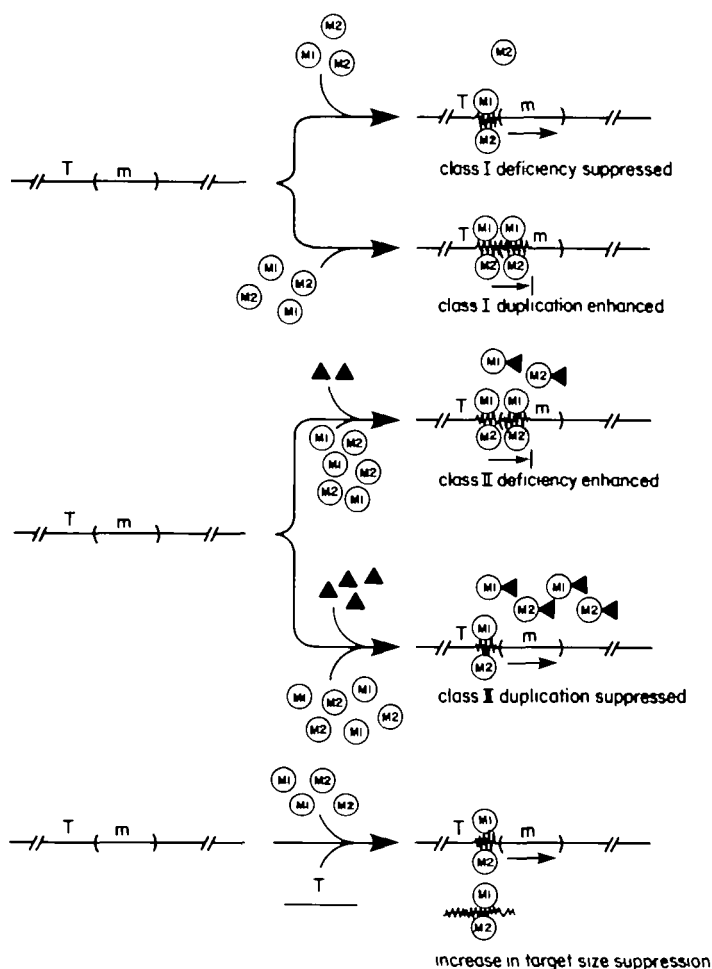 M2
M1 M2
M2
T M1 m
M2
class I deficiency suppressed
T m
T M1 M1 m
M2 M2
class I duplication enhanced
M1
M2 M2
M1
M1
M2
T M1 M1 m
M2 M2
class II deficiency enhanced
M1 M2
M1 M2
M2 M1
T m
M1 M1
M2 M2
T M1 m
M2
class II duplication suppressed
M1 M2 M1
M2 M1 M2
M1 M2
M1 M2
T m
T M1 m
M2
T
M1
M2
increase in target size suppression